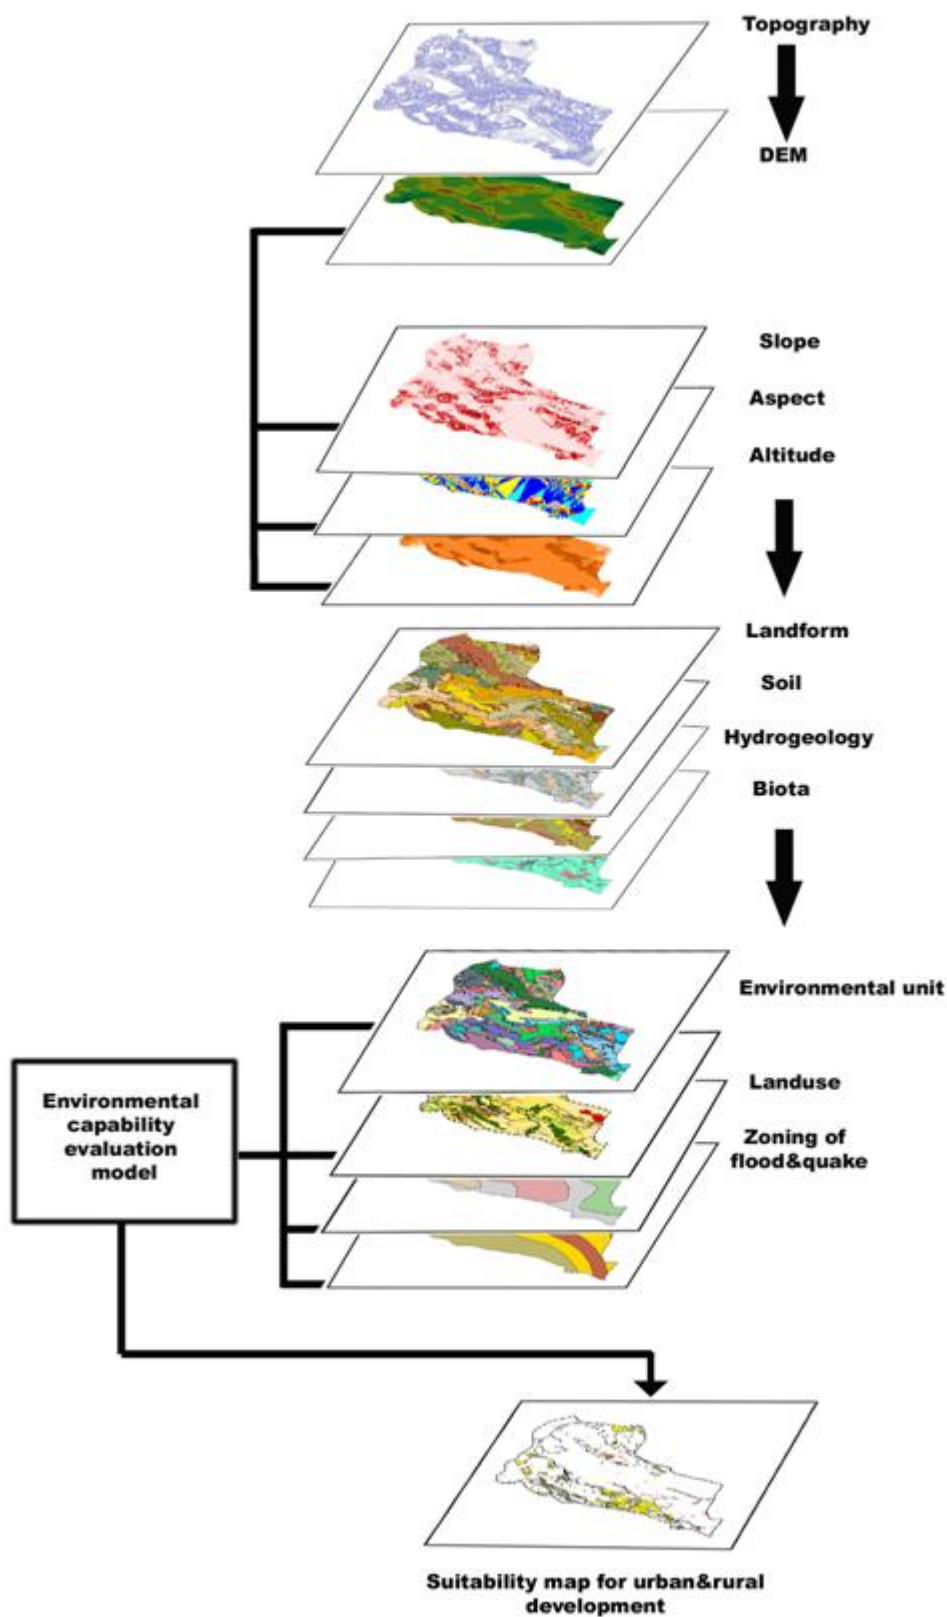 Topography
DEM
Slope
Aspect
Altitude
Landform
Soil
Hydrogeology
Biota
Environmental unit
Landuse
Zoning of
flood&quake
Environmental
capability
evaluation
model
Suitability map for urban&rural
development